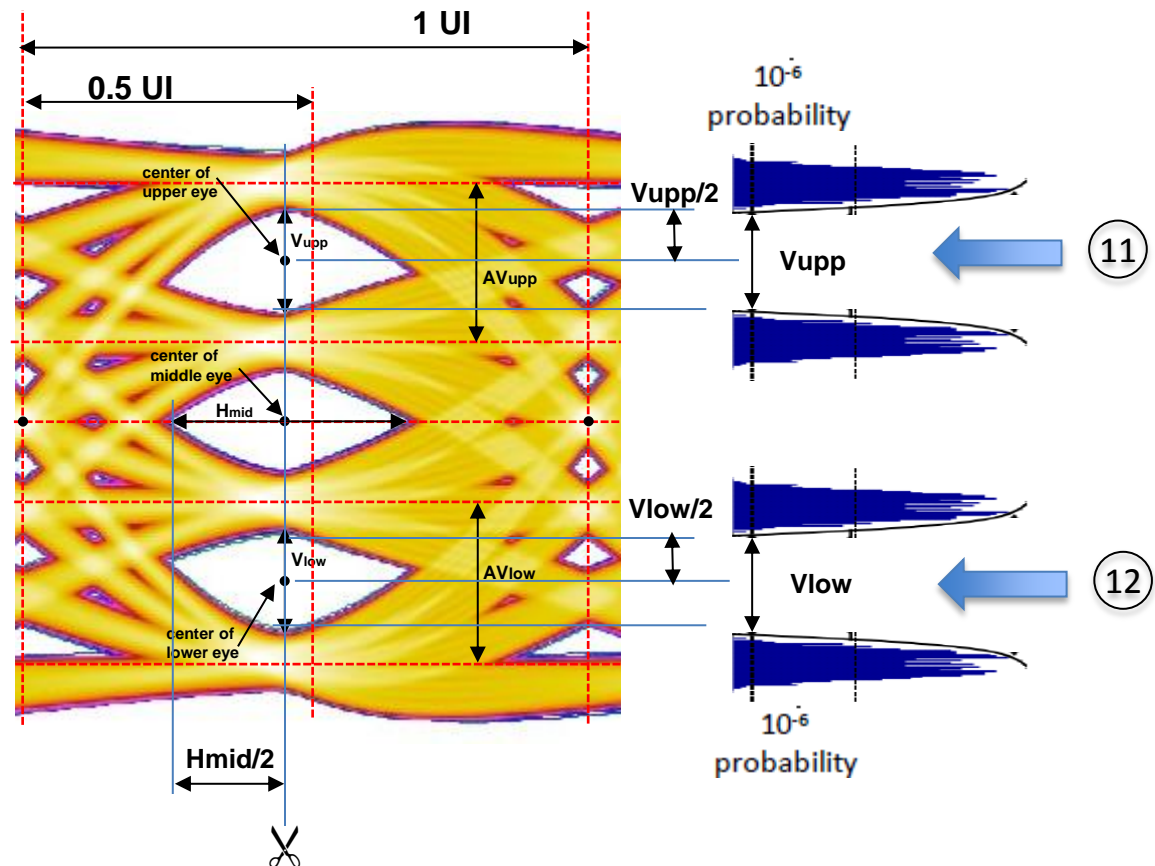 1 UI
0.5 UI
10-6
probability
center of
upper eye
Vupp/2
Vupp
AVupp
Vupp
11
center of
middle eye
Hmid
Vlow/2
Vlow
AVlow
Vlow
12
center of
lower eye
10-6
probability
Hmid/2